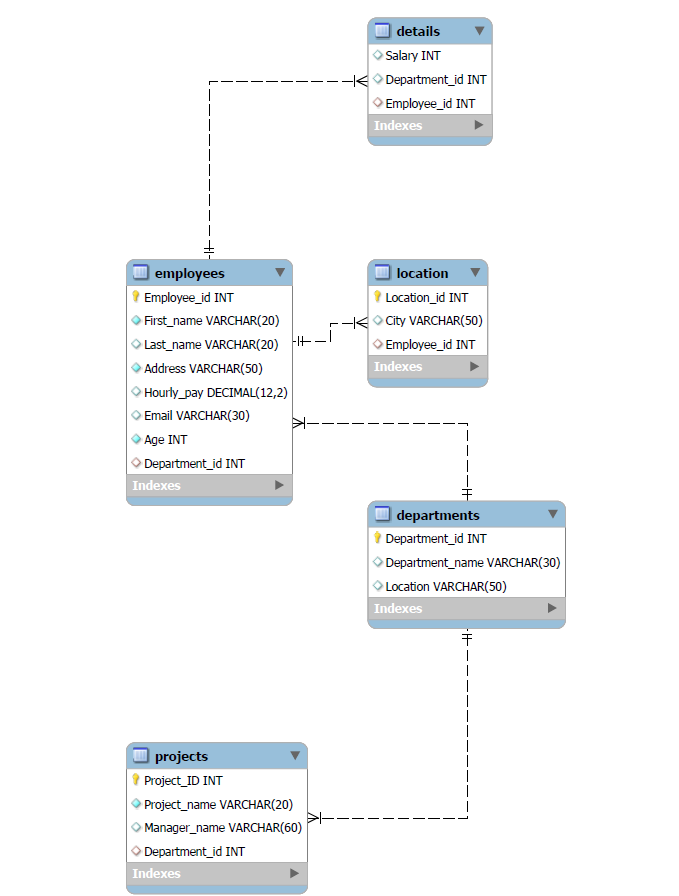 details
Salary INT
Department_id INT
Employee_id INT
Indexes
employees
Employee_id INT
First_name VARCHAR(20)
Last_name VARCHAR(20)
Address VARCHAR(50)
Hourly_pay DECIMAL(12,2)
Email VARCHAR(30)
Age INT
Department_id INT
Indexes
location
Location_id INT
City VARCHAR(50)
Employee_id INT
Indexes
departments
Department_id INT
Department_name VARCHAR(30)
Location VARCHAR(50)
Indexes
projects
Project_ID INT
Project_name VARCHAR(20)
Manager_name VARCHAR(60)
Department_id INT
Indexes